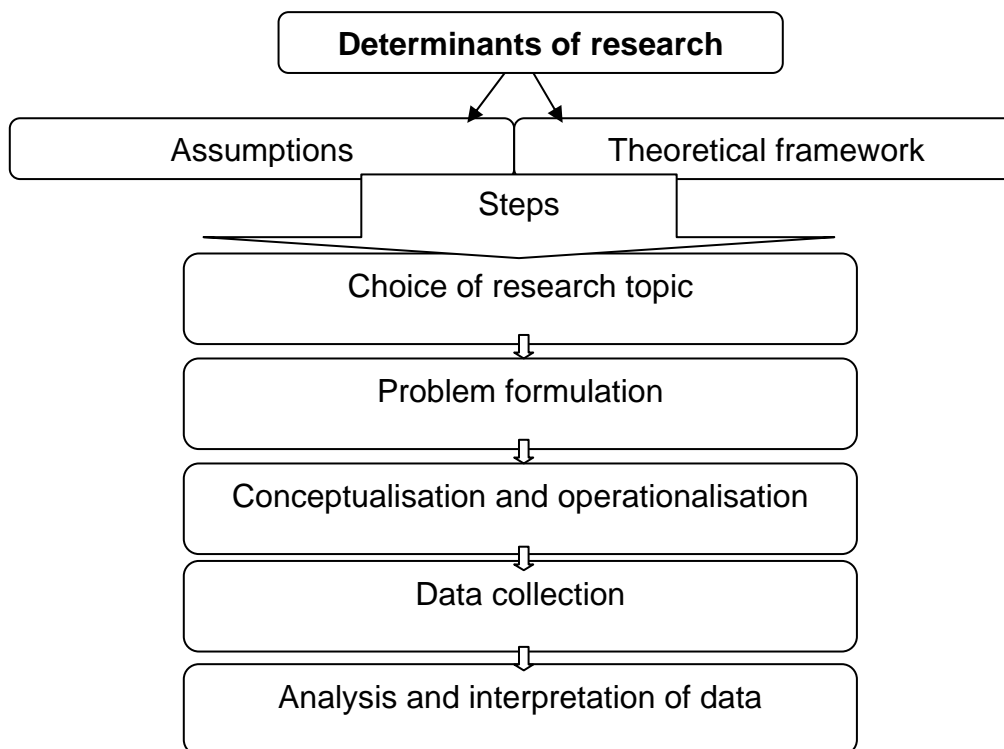 Determinants of research
Assumptions
Theoretical framework
Steps
Choice of research topic
Problem formulation
Conceptualisation and operationalisation
Data collection
Analysis and interpretation of data